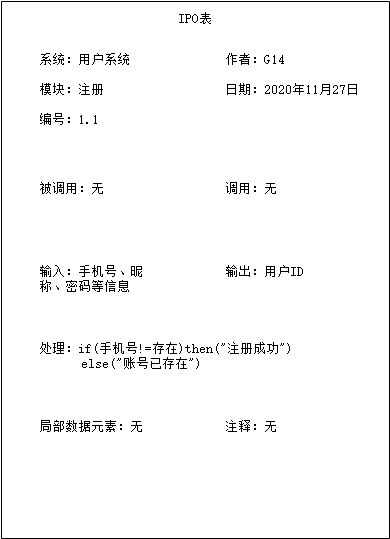 IPO表
系统：用户系统 作者：G14
模块：注册 日期：2020年11月27日
编号：1.1
被调用：无 调用：无
输入：手机号、昵 输出：用户ID
称、密码等信息
处理：if(手机号!=存在)then("注册成功")
else("账号已存在")
局部数据元素：无 注释：无